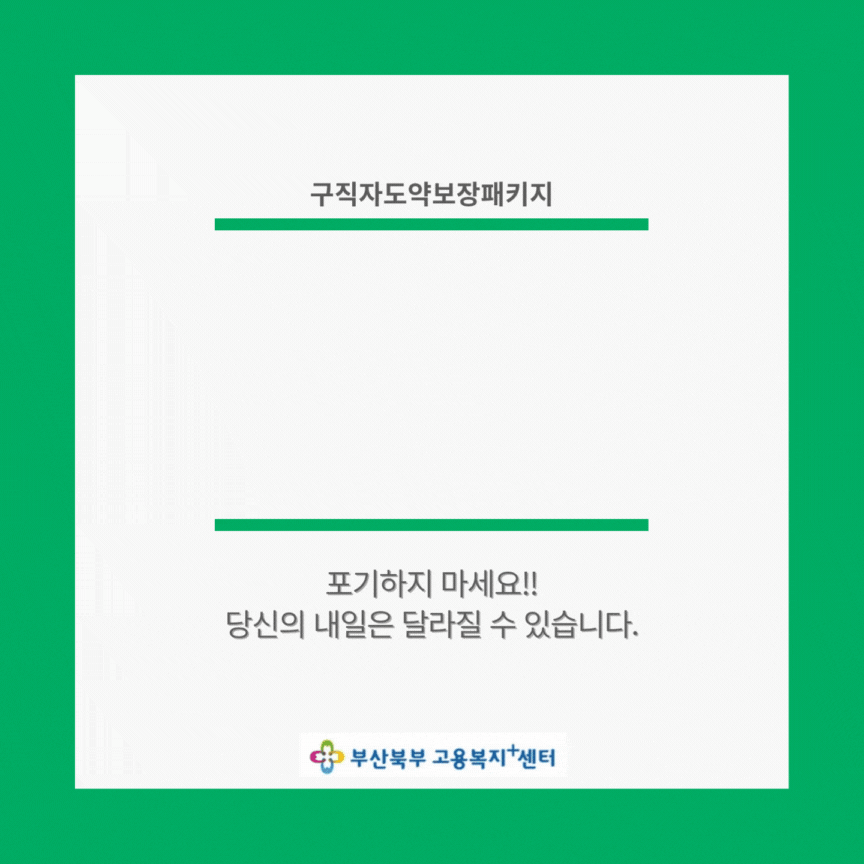 구직자도약보장패키지
포기하지 마세요!!
당신의 내일은 달라질 수 있습니다.
부산북부 고용복지+센터